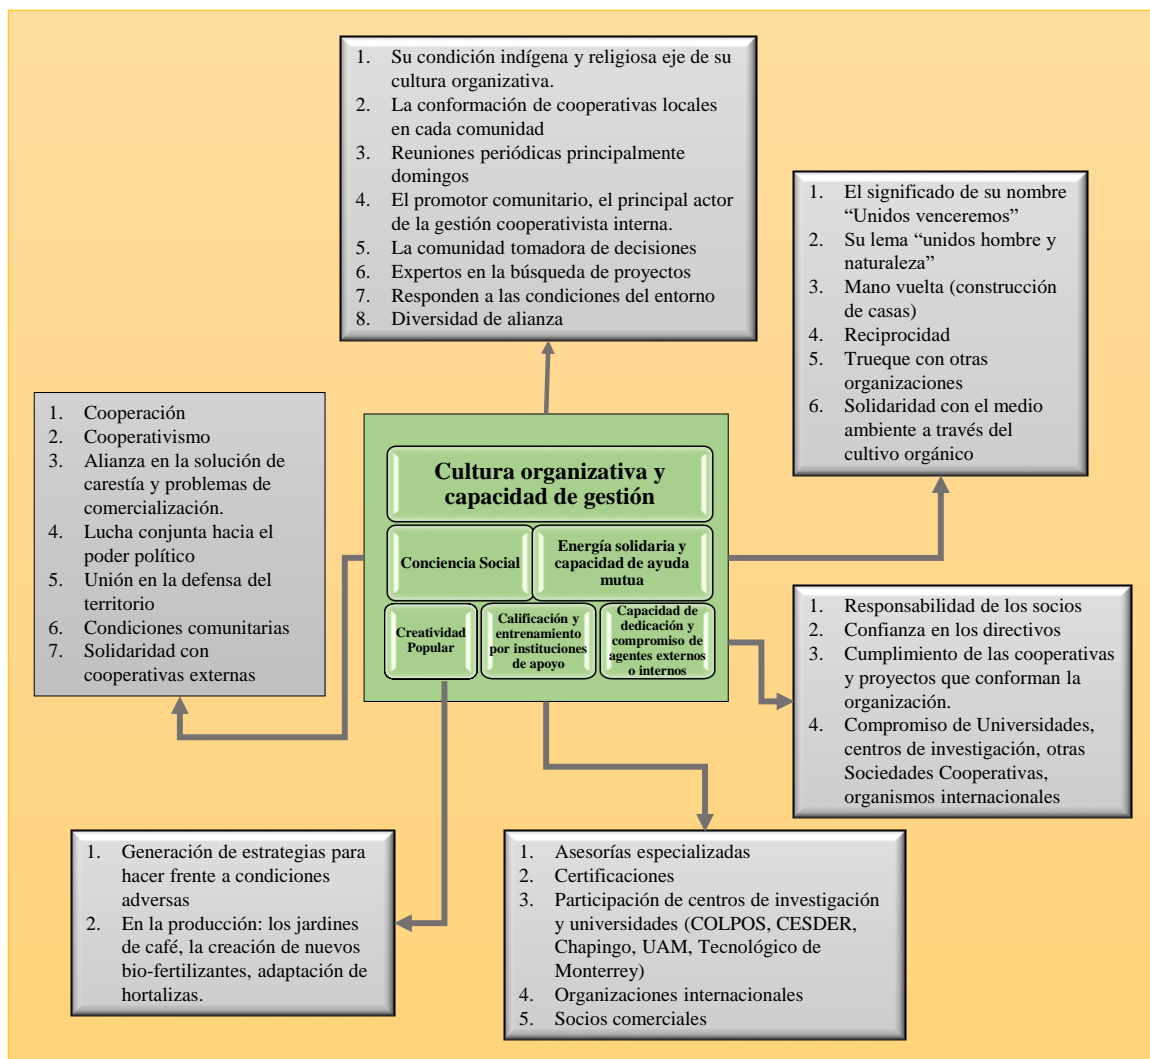 1. Su condición indígena y religiosa eje de su
cultura organizativa.
2. La conformación de cooperativas locales
en cada comunidad
3. Reuniones periódicas principalmente
domingos
4. El promotor comunitario, el principal actor
de la gestión cooperativista interna.
5. La comunidad tomadora de decisiones
6. Expertos en la búsqueda de proyectos
7. Responden a las condiciones del entorno
8. Diversidad de alianza
1. El significado de su nombre
“Unidos venceremos”
2. Su lema “unidos hombre y
naturaleza”
3. Mano vuelta (construcción
de casas)
4. Reciprocidad
5. Trueque con otras
organizaciones
6. Solidaridad con el medio
ambiente a través del
cultivo orgánico
1. Cooperación
2. Cooperativismo
3. Alianza en la solución de
carestía y problemas de
comercialización.
4. Lucha conjunta hacia el
poder político
5. Unión en la defensa del
territorio
6. Condiciones comunitarias
7. Solidaridad con
cooperativas externas
Cultura organizativa y
capacidad de gestión
Conciencia Social
Energía solidaria y
capacidad de ayuda
mutua
Creatividad
Popular
Calificación y
entrenamiento
por instituciones
de apoyo
Capacidad de
dedicación y
compromiso de
agentes externos
o internos
1. Responsabilidad de los socios
2. Confianza en los directivos
3. Cumplimiento de las cooperativas
y proyectos que conforman la
organización.
4. Compromiso de Universidades,
centros de investigación, otras
Sociedades Cooperativas,
organismos internacionales
1. Generación de estrategias para
hacer frente a condiciones
adversas
2. En la producción: los jardines
de café, la creación de nuevos
bio-fertilizantes, adaptación de
hortalizas.
1. Asesorías especializadas
2. Certificaciones
3. Participación de centros de investigación
y universidades (COLPOS, CESDER,
Chapingo, UAM, Tecnológico de
Monterrey)
4. Organizaciones internacionales
5. Socios comerciales